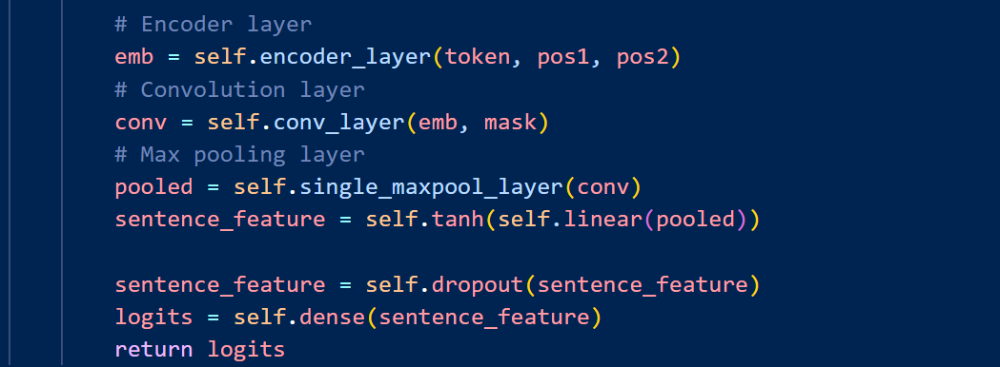 # Encoder layer
emb = self.encoder_layer(token, pos1, pos2)
# Convolution layer
conv = self.conv_layer(emb, mask)
# Max pooling layer
pooled = self.single_maxpool_layer(conv)
sentence_feature = self.tanh(self.linear(pooled))
sentence_feature = self.dropout(sentence_feature)
logits = self.dense(sentence_feature)
return logits